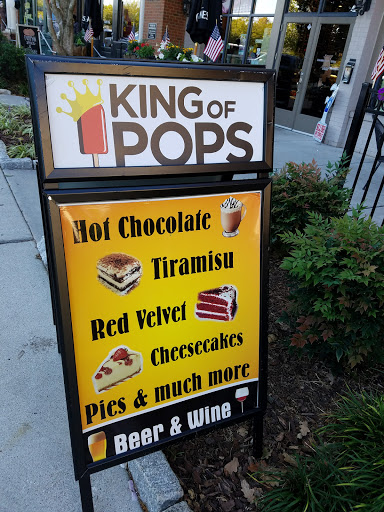 KING OF
POPS
Hot Chocolate
Tiramisu
Red Velvet
Cheesecakes
Pies & much more
Beer & Wine